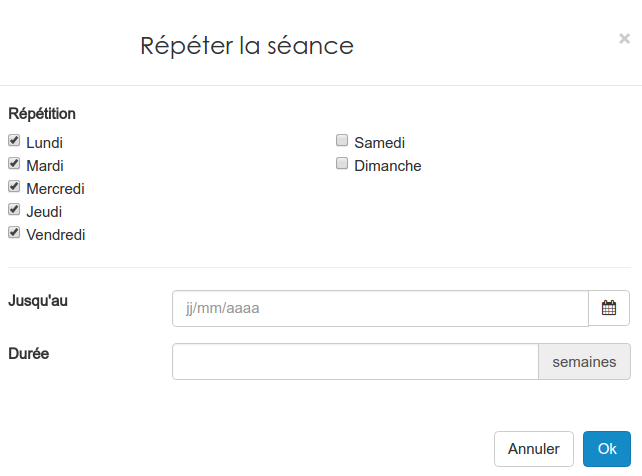 Répéter la séance
×
Répétition
Lundi
Mardi
Mercredi
Jeudi
Vendredi
Samedi
Dimanche
Jusqu'au
jj/mm/aaaa
Durée
semaines
Annuler
Ok